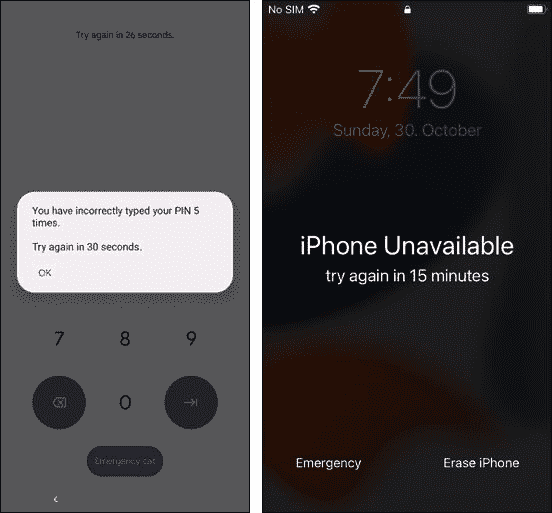 Try again in 26 seconds.
You have incorrectly typed your PIN 5
times.
Try again in 30 seconds.
OK
7 8 9
0
Emergency call
No SIM
7:49
Sunday, 30. October
iPhone Unavailable
try again in 15 minutes
Emergency Erase iPhone